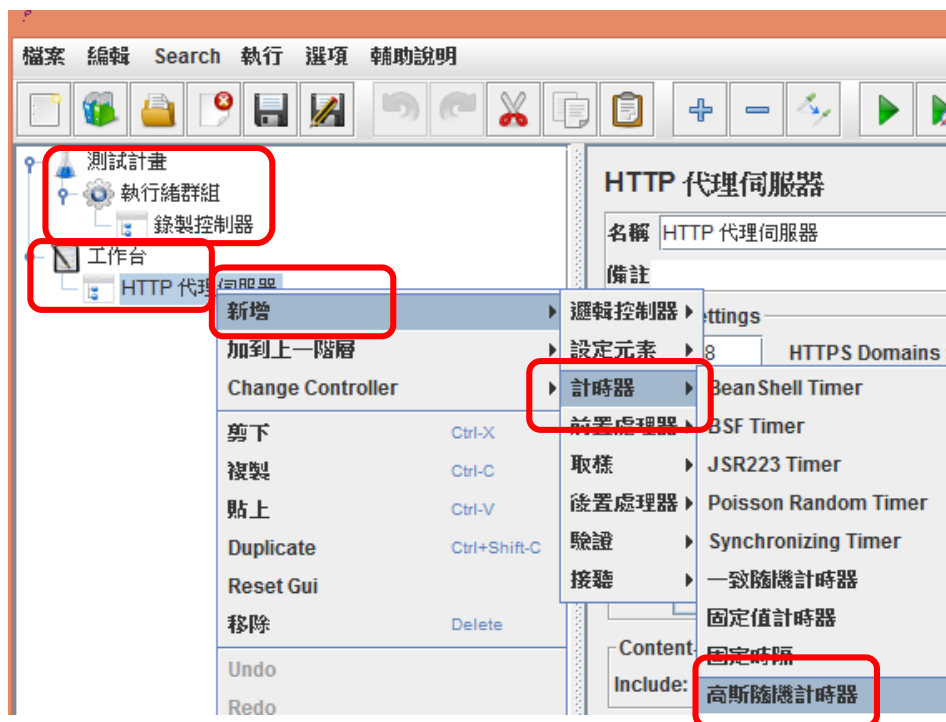 檔案 編輯 Search 執行 選項 輔助說明
測試計畫
執行緒群組
錄製控制器
工作台
HTTP 代理伺服器
HTTP 代理伺服器
名稱 HTTP 代理伺服器
備註
ettings
8 HTTPS Domains
新增
加到上一階層
Change Controller
剪下 Ctrl-X
複製 Ctrl-C
貼上 Ctrl-V
Duplicate Ctrl+Shift-C
Reset Gui
移除 Delete
Undo
Redo
邏輯控制器
設定元素
計時器
前置處理器
取樣
後置處理器
驗證
接聽
BeanShell Timer
BSF Timer
JSR223 Timer
Poisson Random Timer
Synchronizing Timer
一致隨機計時器
固定值計時器
固定時隔
高斯隨機計時器
Content-
Include: